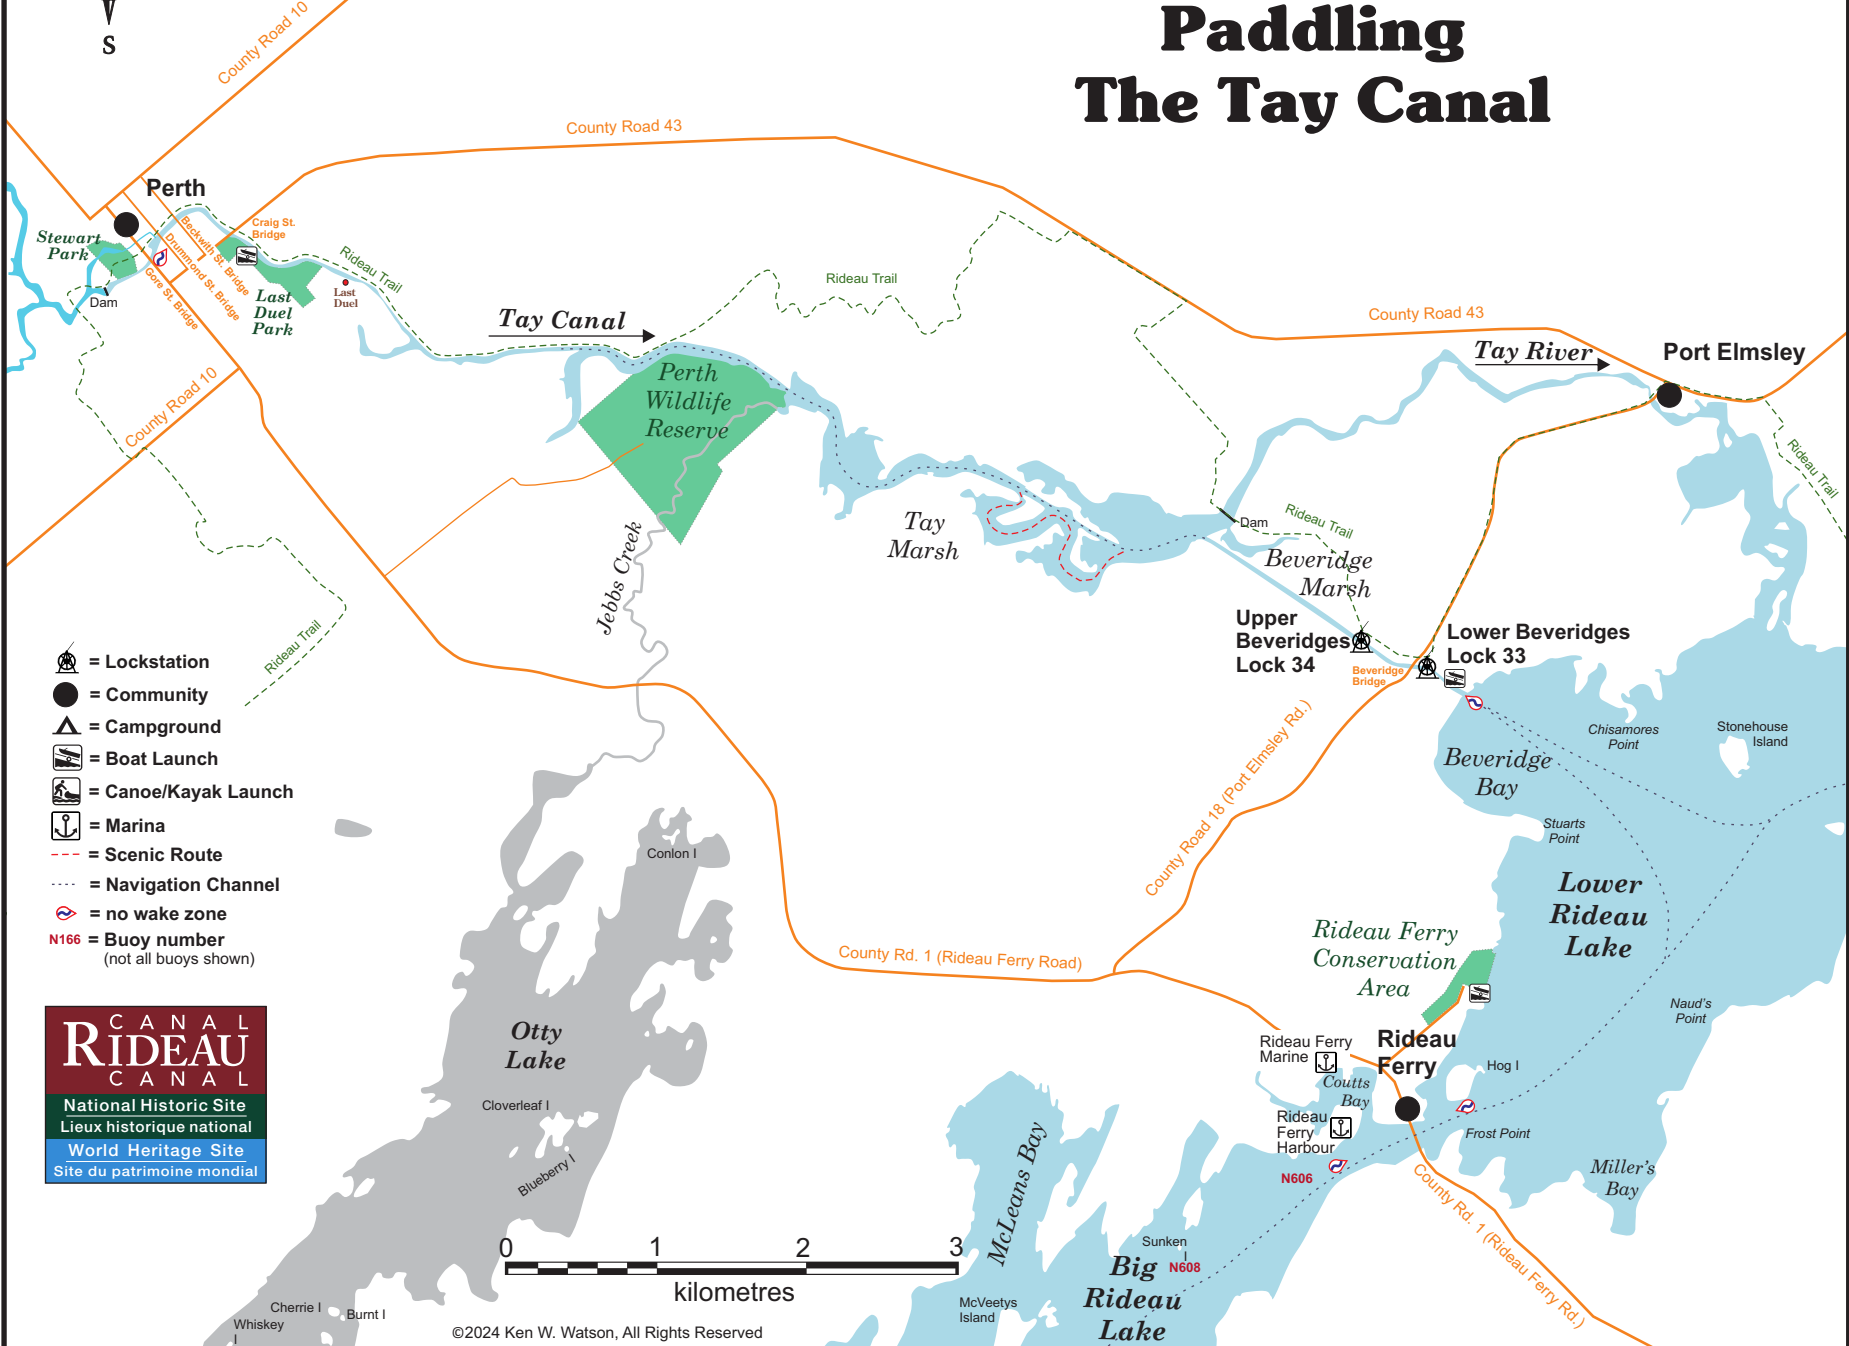 Paddling
The Tay Canal
S
County Road 10
County Road 43
Perth
Stewart
Park
Craig St.
Bridge
Beckwith St. Bridge
Drummond St. Bridge
Gore St. Bridge
Dam
Last
Duel
Park
Last
Duel
Rideau Trail
Tay Canal
Rideau Trail
County Road 43
Tay River
Port Elmsley
Perth
Wildlife
Reserve
County Road 10
Rideau Trail
Tay
Marsh
Dam
Rideau Trail
Beveridge
Marsh
Jebbs Creek
Upper
Beveridges
Lock 34
Lower Beveridges
Lock 33
Beveridge
Bridge
Rideau Trail
= Lockstation
= Community
= Campground
= Boat Launch
= Canoe/Kayak Launch
= Marina
= Scenic Route
= Navigation Channel
= no wake zone
N166 = Buoy number
(not all buoys shown)
Chisamores
Point
Stonehouse
Island
Beveridge
Bay
Stuarts
Point
County Road 18 (Port Elmsley Rd.)
Conlon I
Lower
Rideau
Lake
Rideau Ferry
Conservation
Area
County Rd. 1 (Rideau Ferry Road)
Naud's
Point
Otty
Lake
Rideau Ferry
Marine
Rideau
Ferry
Hog I
Coutts
Bay
Cloverleaf I
Rideau
Ferry
Harbour
Frost Point
Blueberry I
McLeans Bay
N606
Miller's
Bay
County Rd. 1 (Rideau Ferry Rd.)
Sunken
I
N608
Big
Rideau
Lake
McVeetys
Island
Cherrie I
Burnt I
Whiskey
I
0 1 2 3
kilometres
©2024 Ken W. Watson, All Rights Reserved
CANAL
RIDEAU
CANAL
National Historic Site
Lieux historique national
World Heritage Site
Site du patrimoine mondial